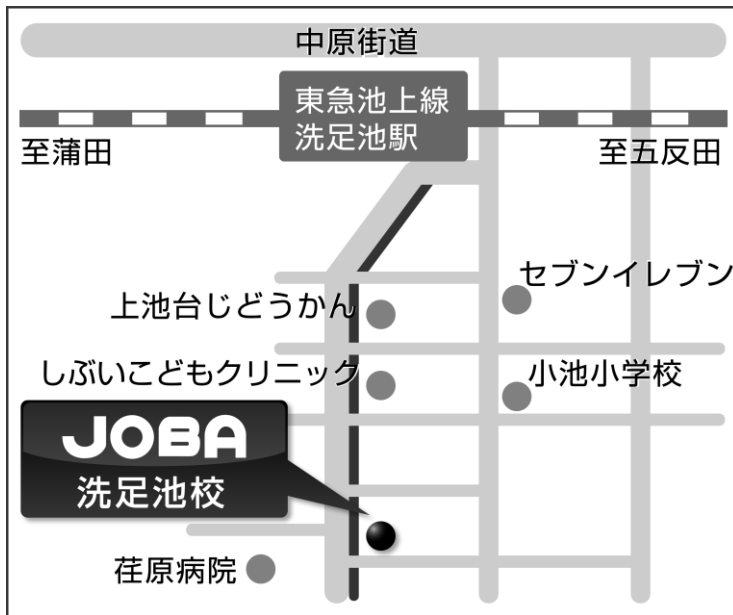 中原街道
東急池上線
洗足池駅
至蒲田
至五反田
セブンイレブン
上池台じどうかん
しぶいこどもクリニック
小池小学校
JOBA
洗足池校
荏原病院